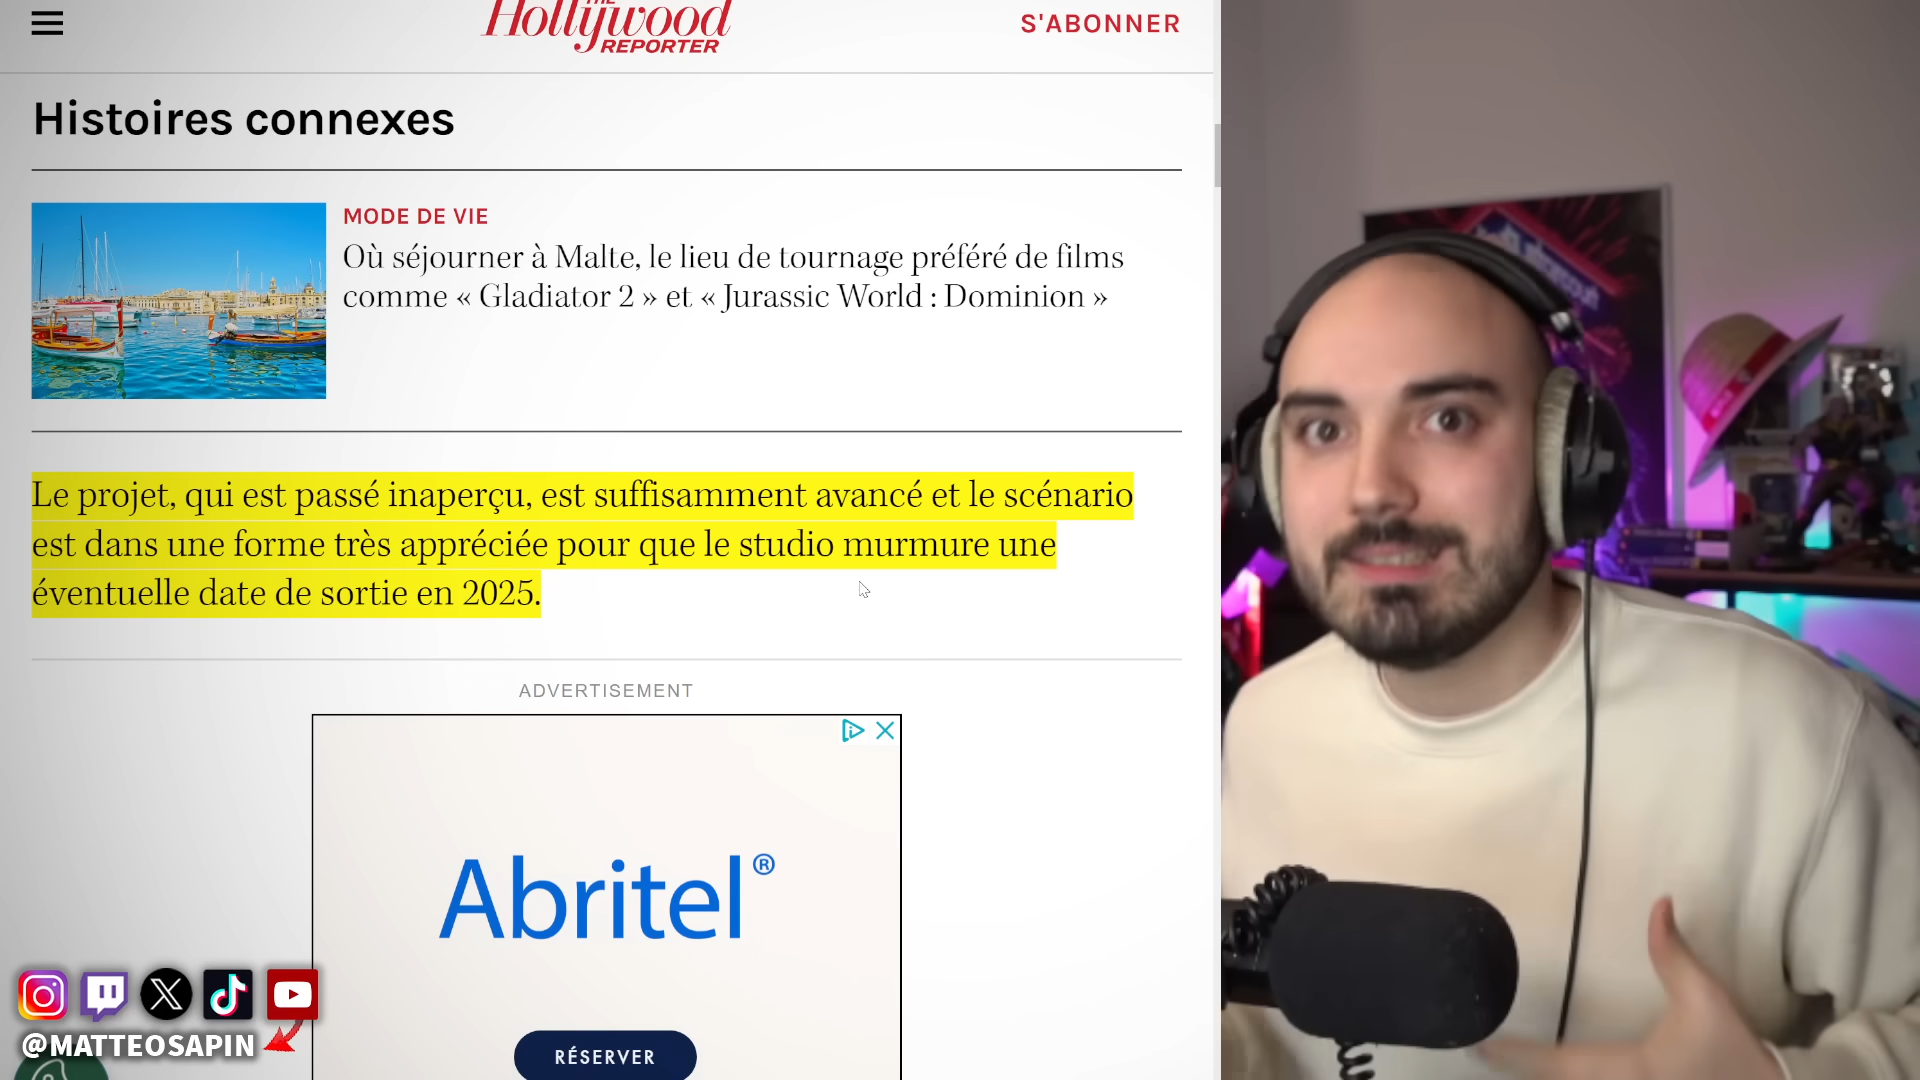 THE
Hollywood
REPORTER
S'ABONNER
Histoires connexes
MODE DE VIE
Où séjourner à Malte, le lieu de tournage préféré de films
comme « Gladiator 2 » et « Jurassic World : Dominion »
Le projet, qui est passé inaperçu, est suffisamment avancé et le scénario
est dans une forme très appréciée pour que le studio murmure une
éventuelle date de sortie en 2025.
ADVERTISEMENT
Abritel®
RÉSERVER
@MATTEOSAPIN